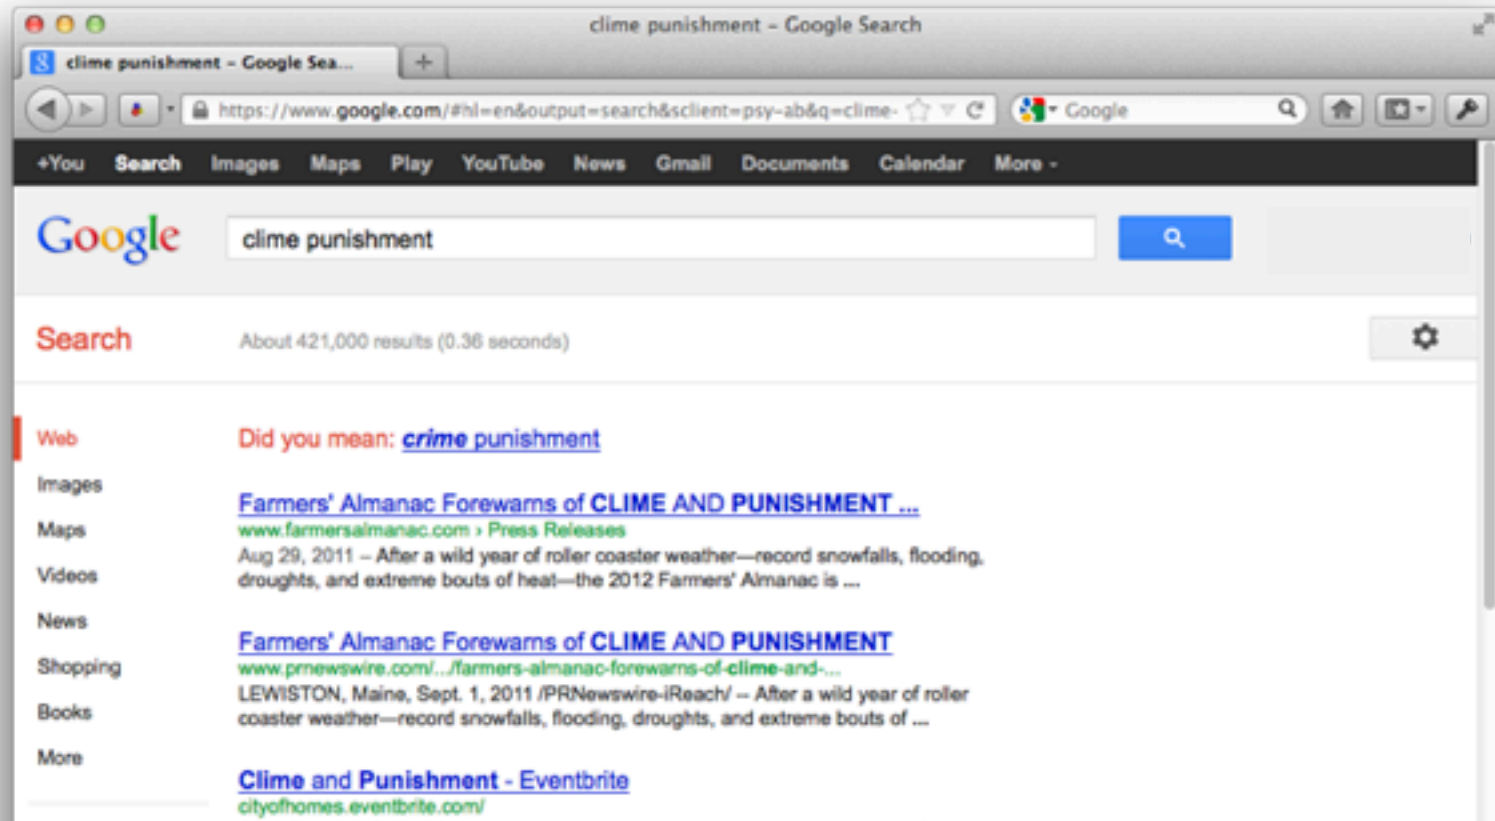 clime punishment - Google Search
clime punishment - Google Sea...
https://www.google.com/#hl=en&output=search&sclient=psy-ab&q=clime-
Google
+You Search Images Maps Play YouTube News Gmail Documents Calendar More
Google
clime punishment
Search
About 421,000 results (0.36 seconds)
Web
Images
Maps
Videos
News
Shopping
Books
More
Did you mean: crime punishment
Farmers' Almanac Forewarns of CLIME AND PUNISHMENT ...
www.farmersalmanac.com › Press Releases
Aug 29, 2011 – After a wild year of roller coaster weather—record snowfalls, flooding,
droughts, and extreme bouts of heat—the 2012 Farmers' Almanac is ...
Farmers' Almanac Forewarns of CLIME AND PUNISHMENT
www.prnewswire.com/.../farmers-almanac-forewarns-of-clime-and-...
LEWISTON, Maine, Sept. 1, 2011 /PRNewswire-iReach/ -- After a wild year of roller
coaster weather—record snowfalls, flooding, droughts, and extreme bouts of ...
Clime and Punishment - Eventbrite
cityofhomes.eventbrite.com/